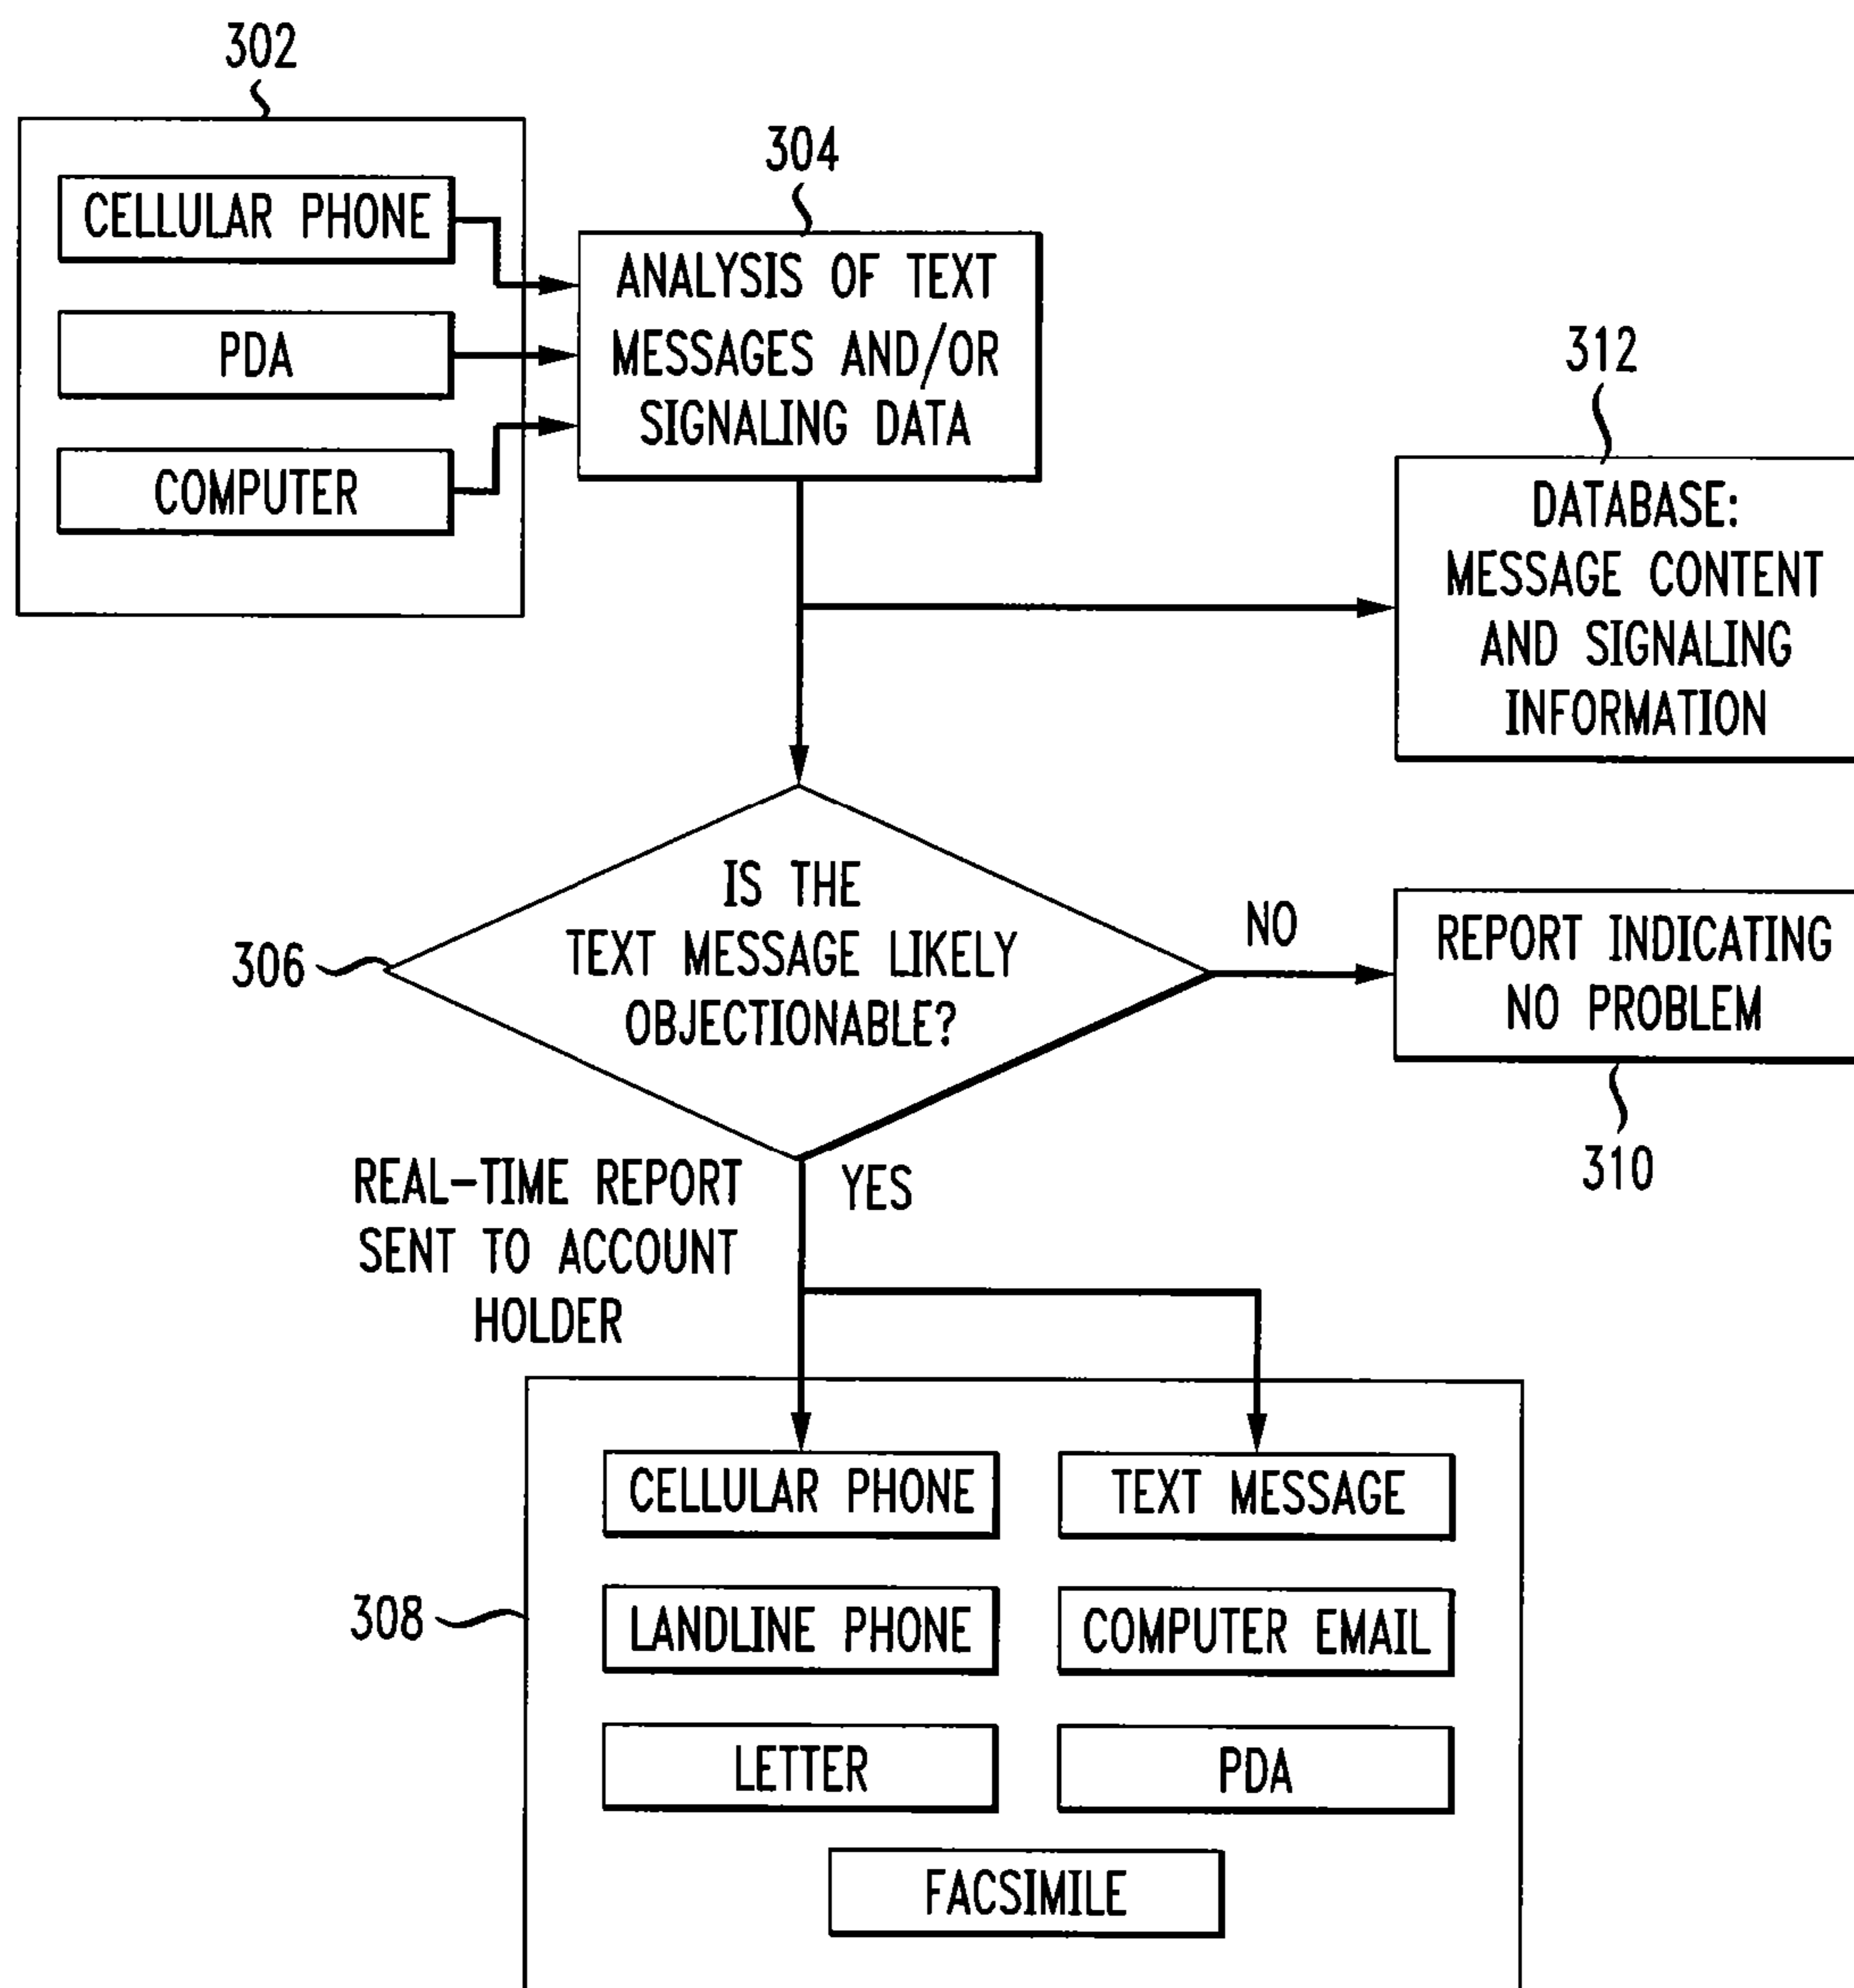 302
CELLULAR PHONE
PDA
COMPUTER
304
ANALYSIS OF TEXT
MESSAGES AND/OR
SIGNALING DATA
312
DATABASE:
MESSAGE CONTENT
AND SIGNALING
INFORMATION
306
IS THE
TEXT MESSAGE LIKELY
OBJECTIONABLE?
NO
REPORT INDICATING
NO PROBLEM
310
REAL-TIME REPORT
SENT TO ACCOUNT
HOLDER
YES
308
CELLULAR PHONE
TEXT MESSAGE
LANDLINE PHONE
COMPUTER EMAIL
LETTER
PDA
FACSIMILE